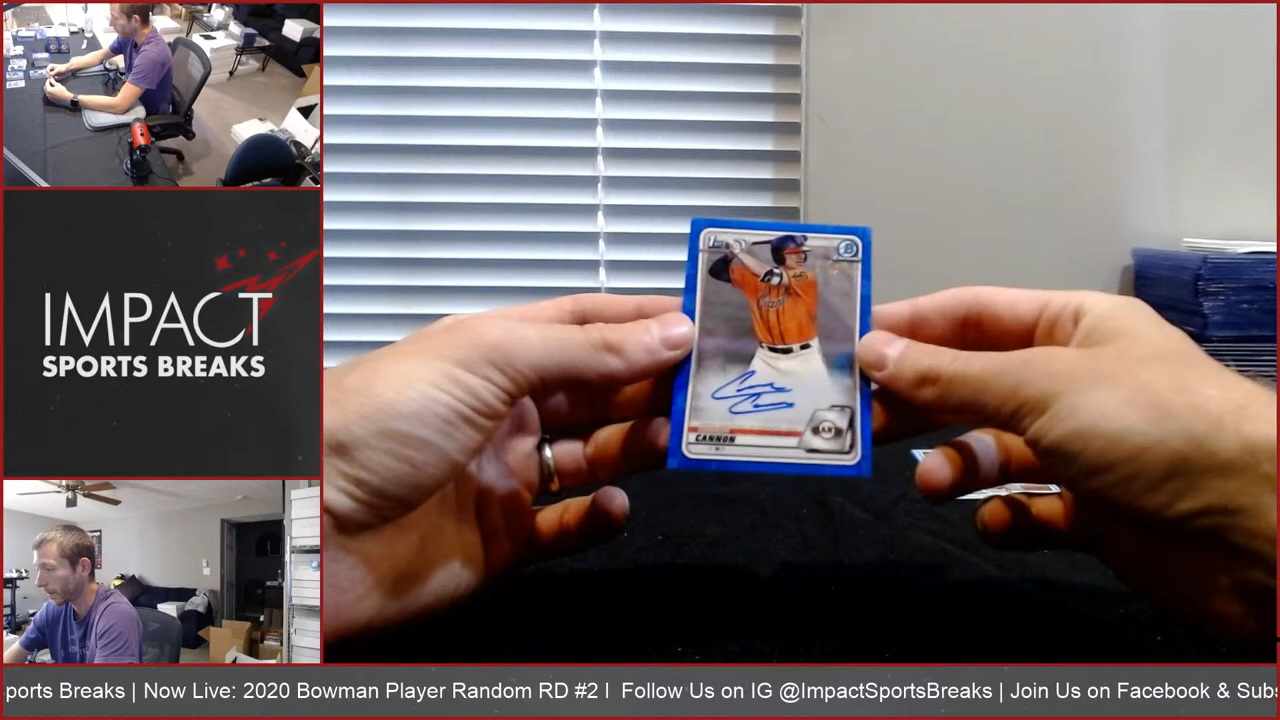 IMPACT
SPORTS BREAKS
1st
B
CANNON
ports Breaks | Now Live: 2020 Bowman Player Random RD #2 I Follow Us on IG @ImpactSportsBreaks | Join Us on Facebook & Subs